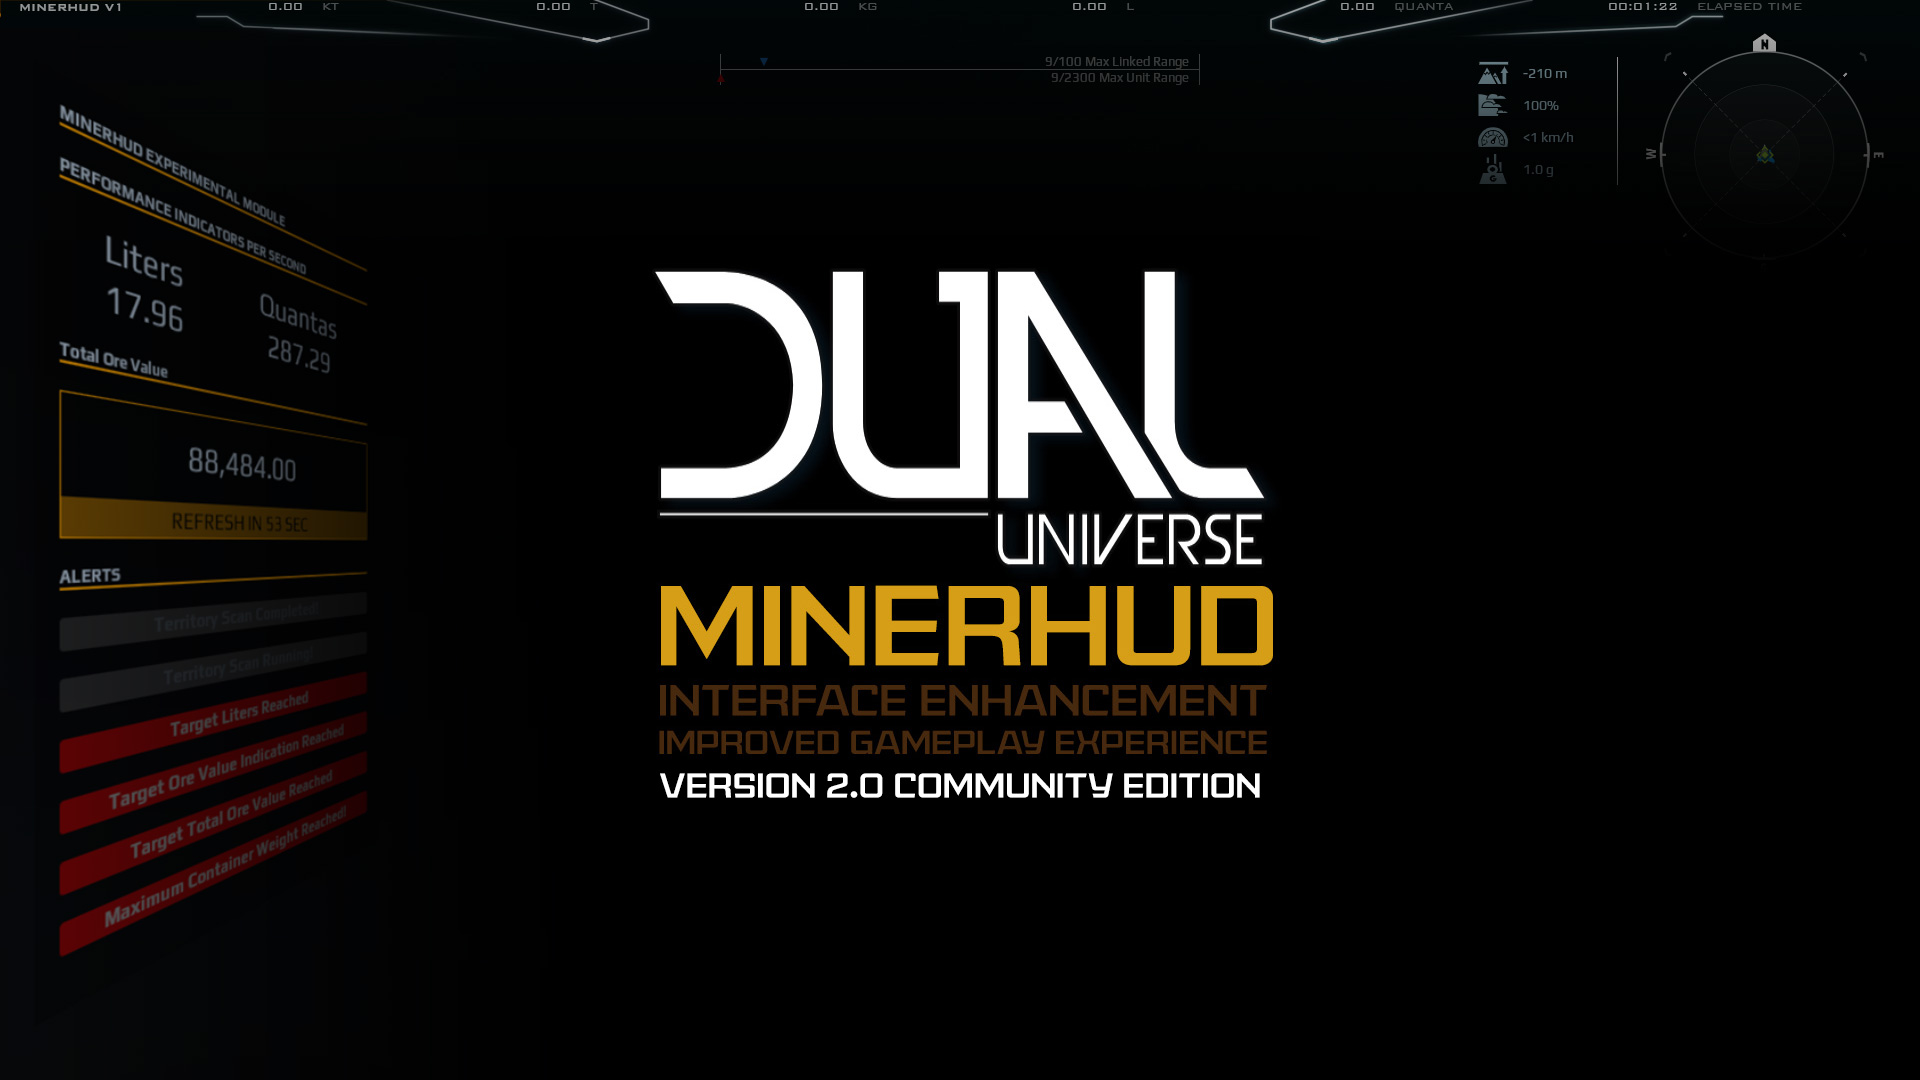 MINERHUD V1 0.00 KT 0.00 T 0.00 KG 0.00 L 0.00 QUANTA 00:01:22 ELAPSED TIME
9/100 Max Linked Range
9/2300 Max Unit Range
N
-210 m
100%
<1 km/h
1.0 g
W E
MINERHUD EXPERIMENTAL MODULE
PERFORMANCE INDICATORS PER SECOND
Liters Quantas
17.96 287.29
Total Ore Value
88,484.00
REFRESH IN 53 SEC
ALERTS
Territory Scan Completed!
Territory Scan Running!
Target Liters Reached
Target Ore Value Indication Reached
Target Total Ore Value Reached
Maximum Container Weight Reached!
DUAL
UNIVERSE
MINERHUD
INTERFACE ENHANCEMENT
IMPROVED GAMEPLAY EXPERIENCE
VERSION 2.0 COMMUNITY EDITION